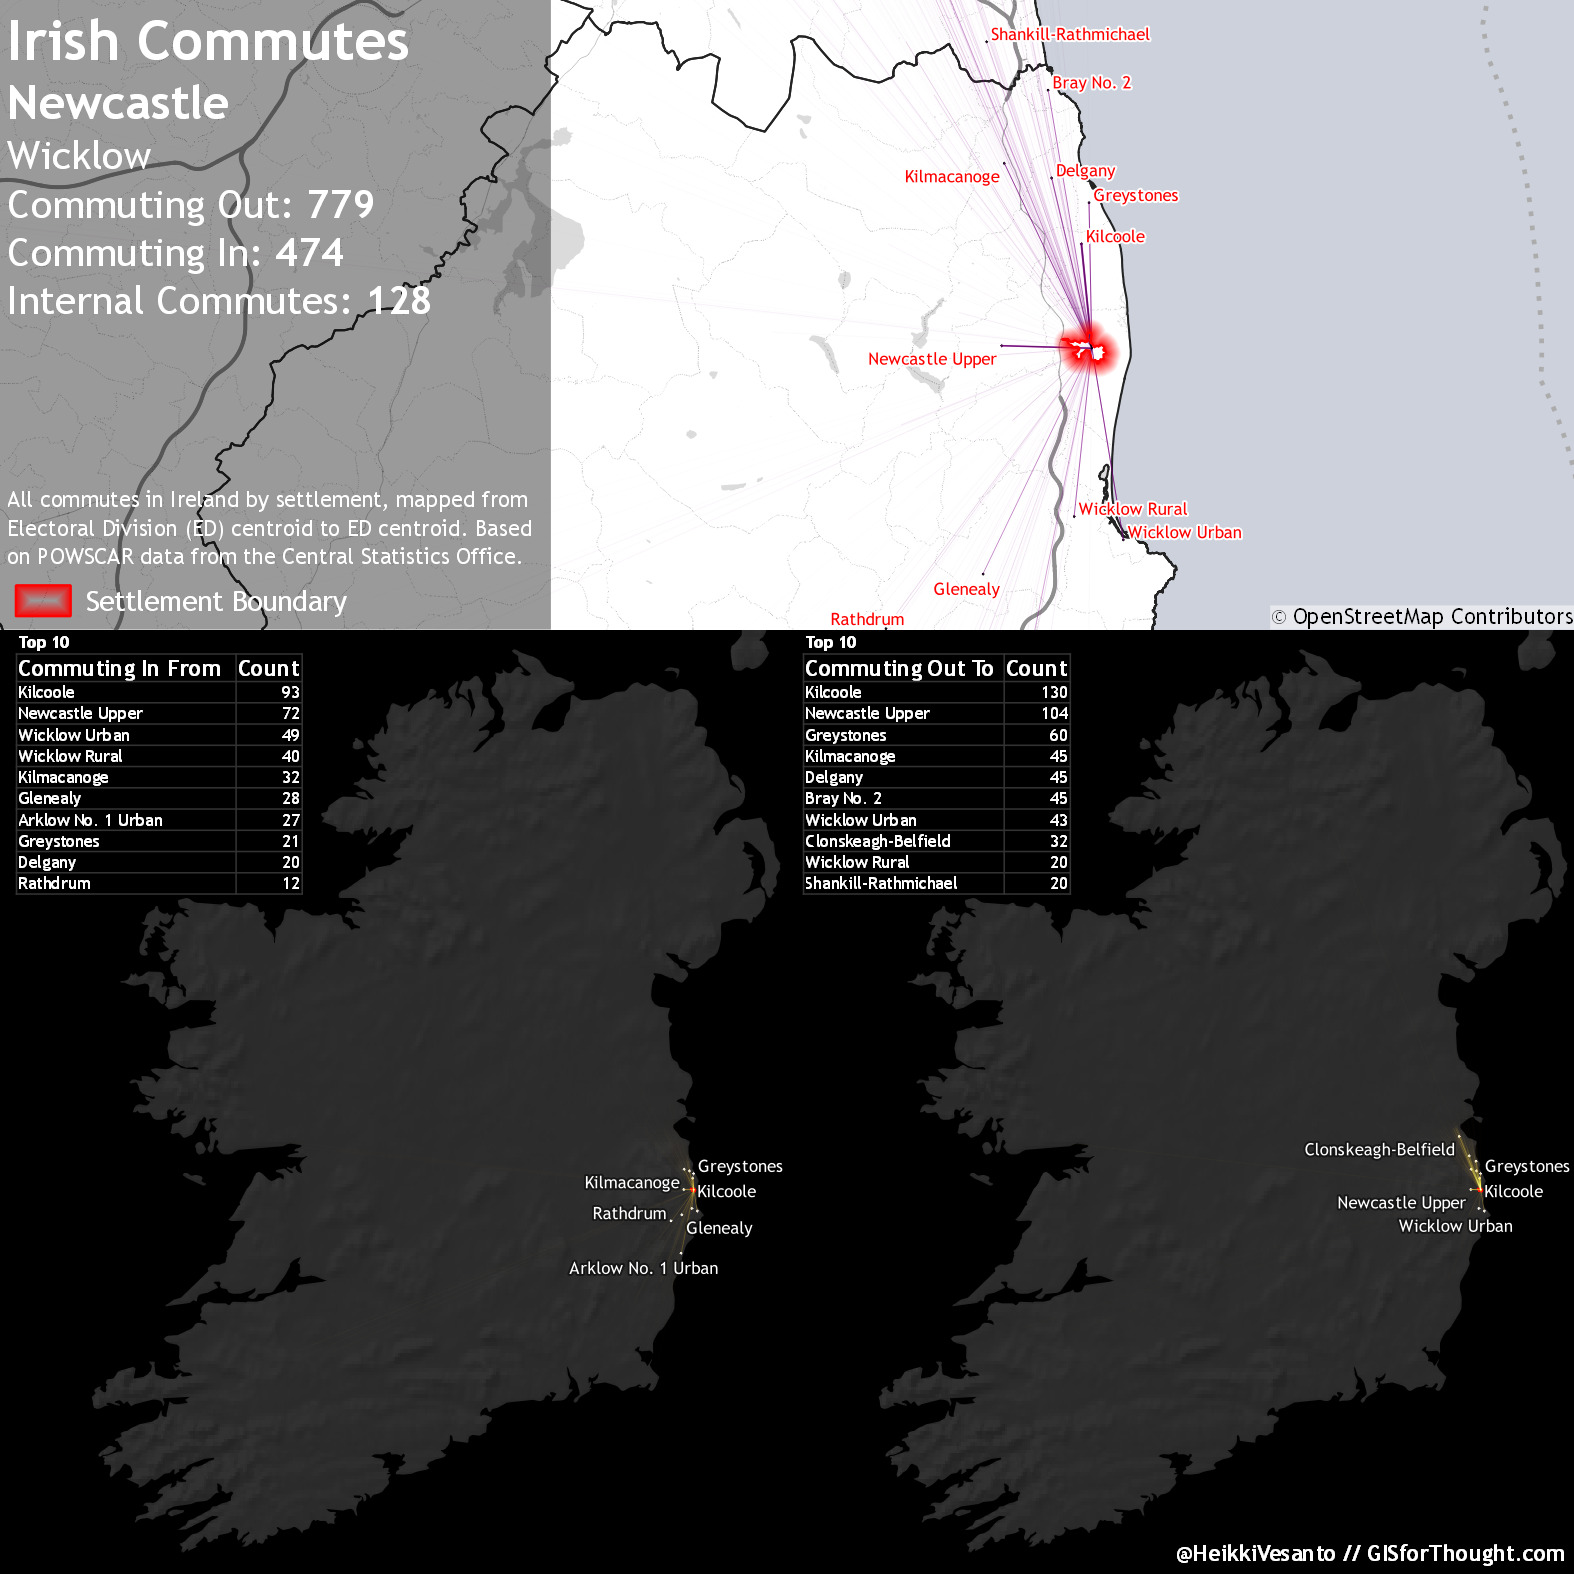 Irish Commutes
Newcastle
Wicklow
Commuting Out: 779
Commuting In: 474
Internal Commutes: 128
All commutes in Ireland by settlement, mapped from
Electoral Division (ED) centroid to ED centroid. Based
on POWSCAR data from the Central Statistics Office.
Settlement Boundary
Shankill-Rathmichael
Bray No. 2
Kilmacanoge
Delgany
Greystones
Kilcoole
Newcastle Upper
Wicklow Rural
Wicklow Urban
Glenealy
Rathdrum
© OpenStreetMap Contributors
Top 10
Commuting In From Count
Kilcoole 93
Newcastle Upper 72
Wicklow Urban 49
Wicklow Rural 40
Kilmacanoge 32
Glenealy 28
Arklow No. 1 Urban 27
Greystones 21
Delgany 20
Rathdrum 12
Greystones
Kilmacanoge
Kilcoole
Rathdrum
Glenealy
Arklow No. 1 Urban
Top 10
Commuting Out To Count
Kilcoole 130
Newcastle Upper 104
Greystones 60
Kilmacanoge 45
Delgany 45
Bray No. 2 45
Wicklow Urban 43
Clonskeagh-Belfield 32
Wicklow Rural 20
Shankill-Rathmichael 20
Clonskeagh-Belfield
Greystones
Kilcoole
Newcastle Upper
Wicklow Urban
@HeikkiVesanto // GISforThought.com